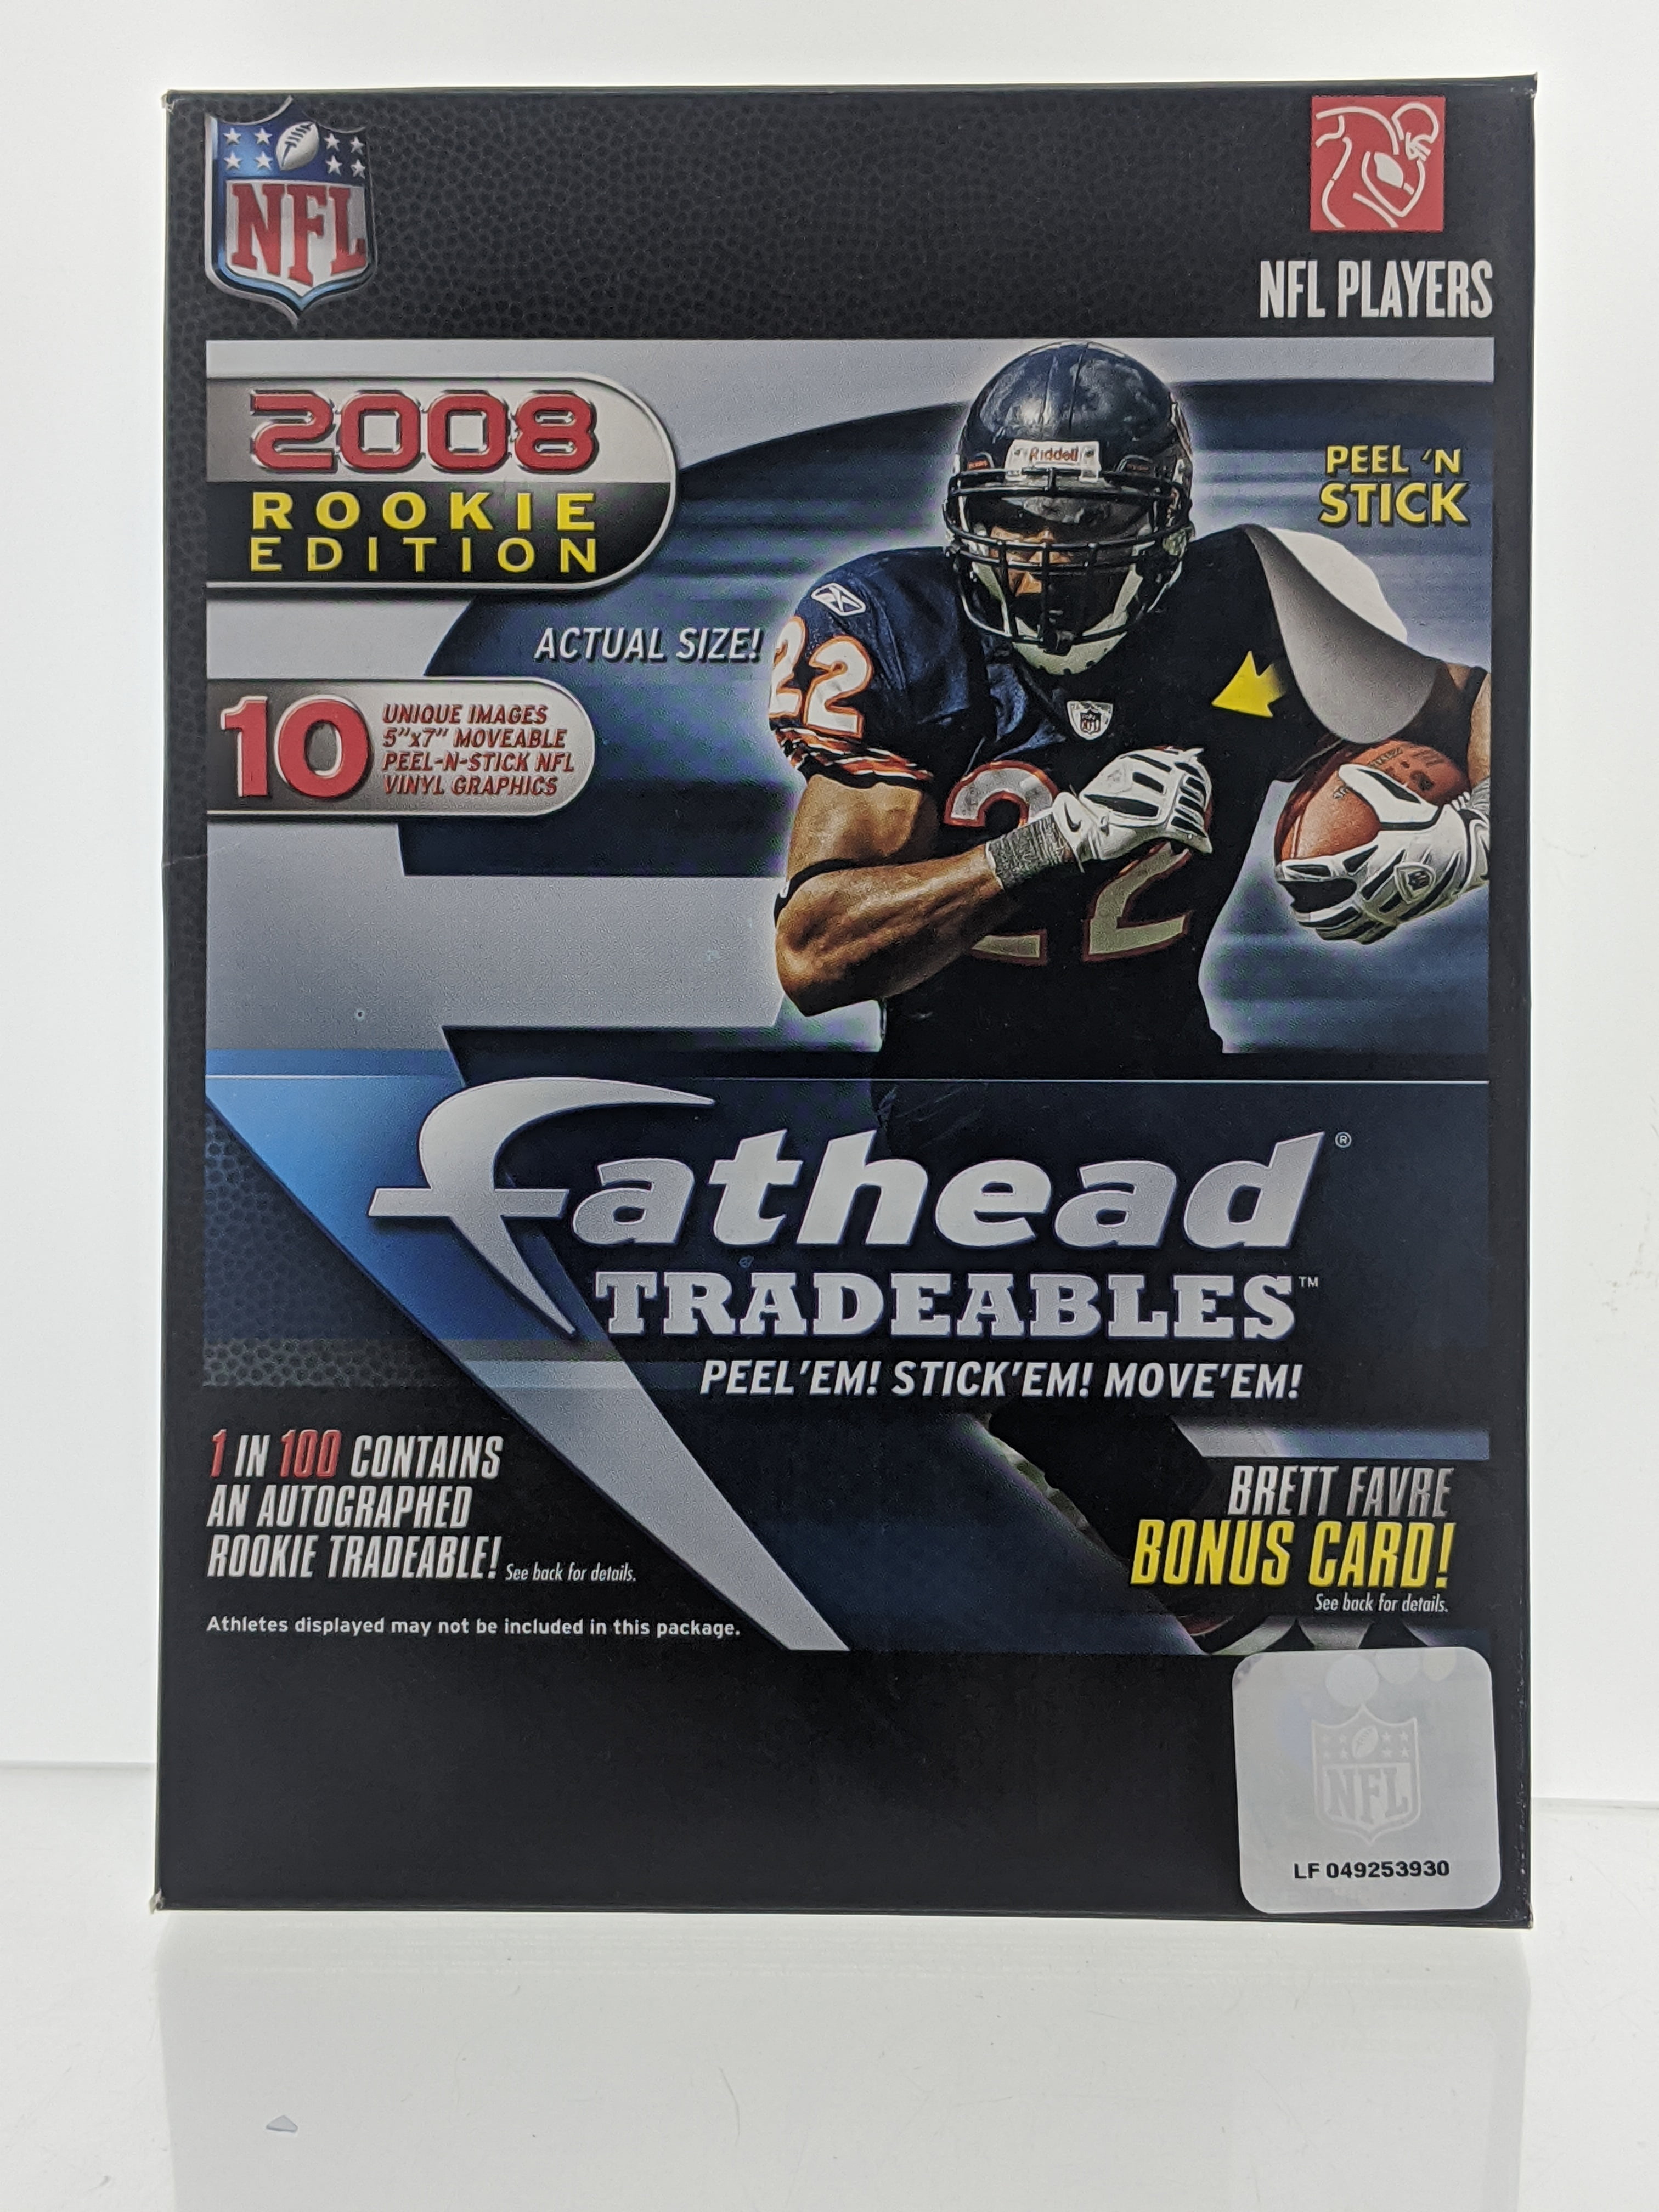 NFL
NFL PLAYERS
2008
ROOKIE
EDITION
PEEL 'N
STICK
Riddell
ACTUAL SIZE!
22
10
UNIQUE IMAGES
5"x7" MOVEABLE
PEEL-N-STICK NFL
VINYL GRAPHICS
22
fathead®
TRADEABLES™
PEEL'EM! STICK'EM! MOVE'EM!
1 IN 100 CONTAINS
AN AUTOGRAPHED
ROOKIE TRADEABLE! See back for details.
BRETT FAVRE
BONUS CARD!
See back for details.
Athletes displayed may not be included in this package.
NFL
LF 049253930